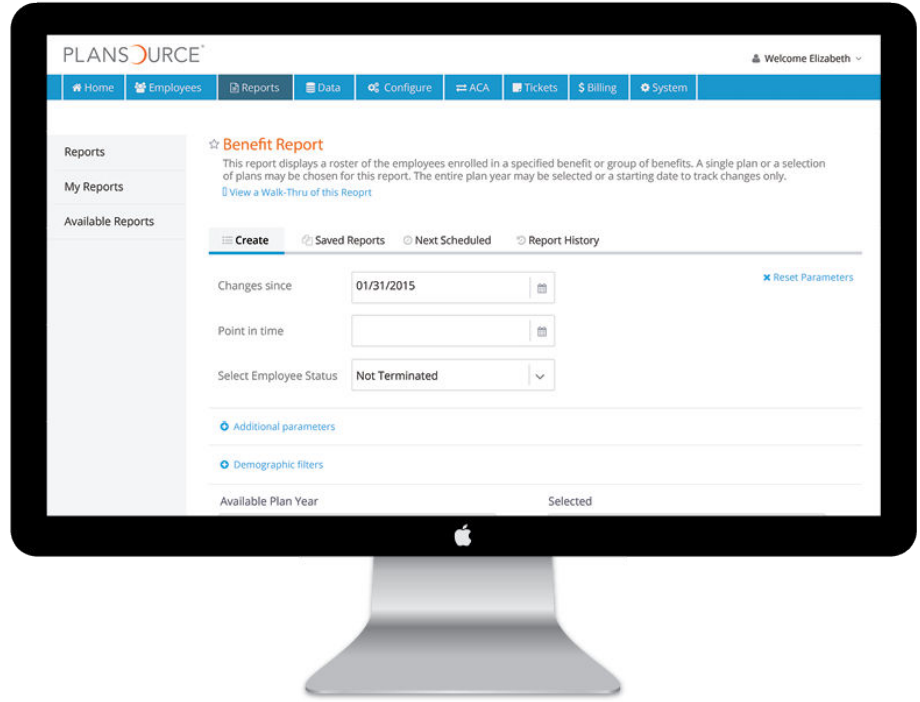 PLANSOURCE
Welcome Elizabeth
Home Employees Reports Data Configure ACA Tickets $ Billing System
Reports
My Reports
Available Reports
Benefit Report
This report displays a roster of the employees enrolled in a specified benefit or group of benefits. A single plan or a selection
of plans may be chosen for this report. The entire plan year may be selected or a starting date to track changes only.
View a Walk-Thru of this Reoprt
Create Saved Reports Next Scheduled Report History
Reset Parameters
Changes since 01/31/2015
Point in time
Select Employee Status Not Terminated
Additional parameters
Demographic filters
Available Plan Year Selected